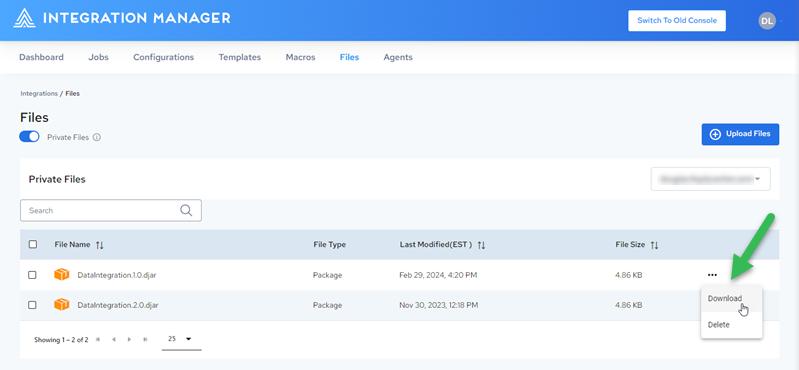 INTEGRATION MANAGER
Switch To Old Console
DL
Dashboard Jobs Configurations Templates Macros Files Agents
Integrations / Files
Files
Private Files
Upload Files
Private Files
Search
File Name File Type Last Modified(EST ) File Size
DataIntegration.1.0.djar Package Feb 29, 2024, 4:20 PM 4.86 KB
Download
DataIntegration.2.0.djar Package Nov 30, 2023, 12:18 PM 4.86 KB
Delete
Showing 1 – 2 of 2 25